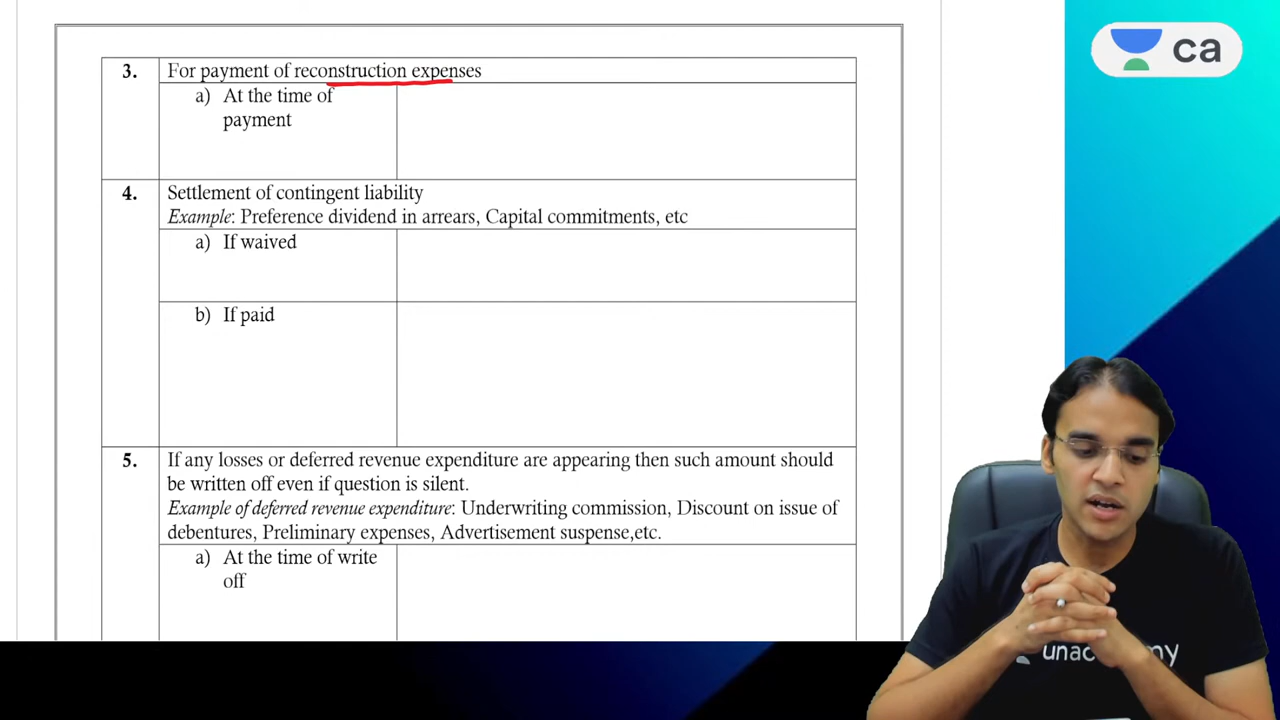 ca
3. For payment of reconstruction expenses
a) At the time of
payment
4. Settlement of contingent liability
Example: Preference dividend in arrears, Capital commitments, etc
a) If waived
b) If paid
5. If any losses or deferred revenue expenditure are appearing then such amount should
be written off even if question is silent.
Example of deferred revenue expenditure: Underwriting commission, Discount on issue of
debentures, Preliminary expenses, Advertisement suspense,etc.
a) At the time of write
off